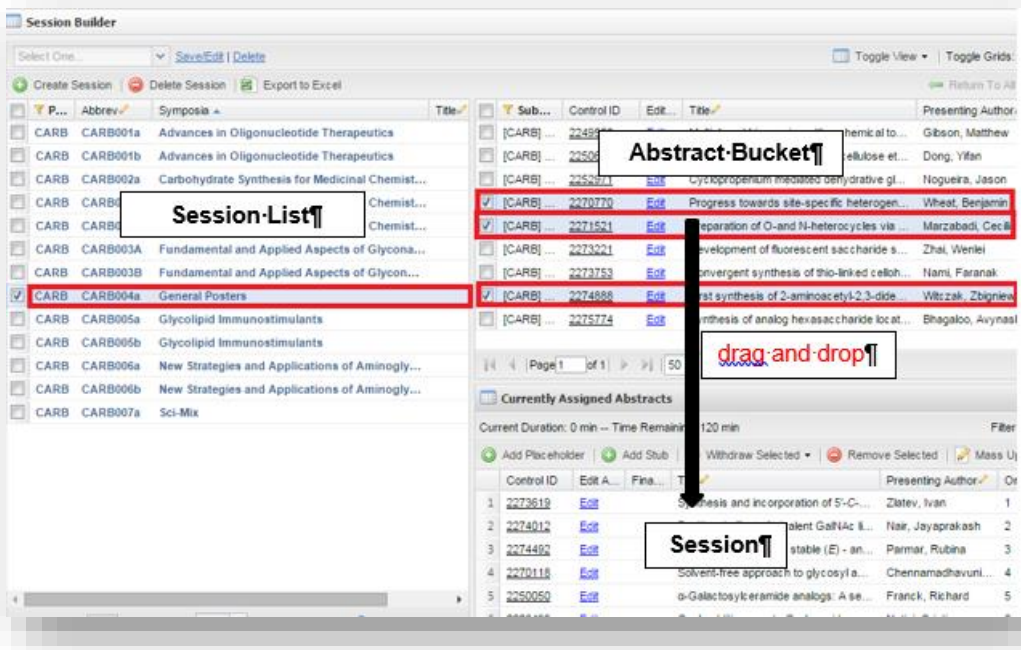 Session Builder
Select One... Save/Edit | Delete Toggle View Toggle Grids:
Create Session Delete Session Export to Excel Return To All
P... Abbrev Symposia Title
CARB CARB001a Advances in Oligonucleotide Therapeutics
CARB CARB001b Advances in Oligonucleotide Therapeutics
CARB CARB002a Carbohydrate Synthesis for Medicinal Chemist...
CARB Chemist...
Session·List¶
CARB Chemist...
CARB CARB003A Fundamental and Applied Aspects of Glycona...
CARB CARB003B Fundamental and Applied Aspects of Glycon...
CARB CARB004a General Posters
CARB CARB005a Glycolipid Immunostimulants
CARB CARB005b Glycolipid Immunostimulants
CARB CARB006a New Strategies and Applications of Aminogly...
CARB CARB006b New Strategies and Applications of Aminogly...
CARB CARB007a Sci-Mix
Sub... Control ID Edit... Title Presenting Author
[CARB] ... Edit hemical to... Gibson, Matthew
Abstract·Bucket¶
[CARB] ... cellulose et... Dong, Yifan
[CARB] ... 2252971 Edit Cyclopropenium mediated dehydrative gl... Nogueira, Jason
[CARB] ... 2270770 Edit Progress towards site-specific heterogen... Wheat, Benjamin
[CARB] ... 2271521 Edit reparation of O-and N-heterocycles via ... Marzabadi, Cecili
[CARB] ... 2273221 Edit evelopment of fluorescent saccharide s... Zhai, Wenlei
[CARB] ... 2273753 Edit onvergent synthesis of thio-linked celloh... Nami, Faranak
[CARB] ... 2274888 Edit rst synthesis of 2-aminoacetyl-2,3-dide... Witczak, Zbigniew
[CARB] ... 2275774 Edit nthesis of analog hexasaccharide locat... Bhagaloo, Avynash
Page 1 of 1 50
drag·and·drop¶
Currently Assigned Abstracts
Current Duration: 0 min -- Time Remaining 120 min Filter
Add Placeholder Add Stub Withdraw Selected Remove Selected Mass Up
Control ID Edit A... Fina... Presenting Author Or
1 2273619 Edit Synthesis and incorporation of 5'-C-... Zlatev, Ivan 1
2 2274012 Edit alent GalNAc li... Nair, Jayaprakash 2
Session¶
3 2274492 Edit stable (E) - an... Parmar, Rubina 3
4 2270118 Edit Solvent-free approach to glycosyl a... Chennamadhavuni... 4
5 2250050 Edit α-Galactosylceramide analogs: A se... Franck, Richard 5